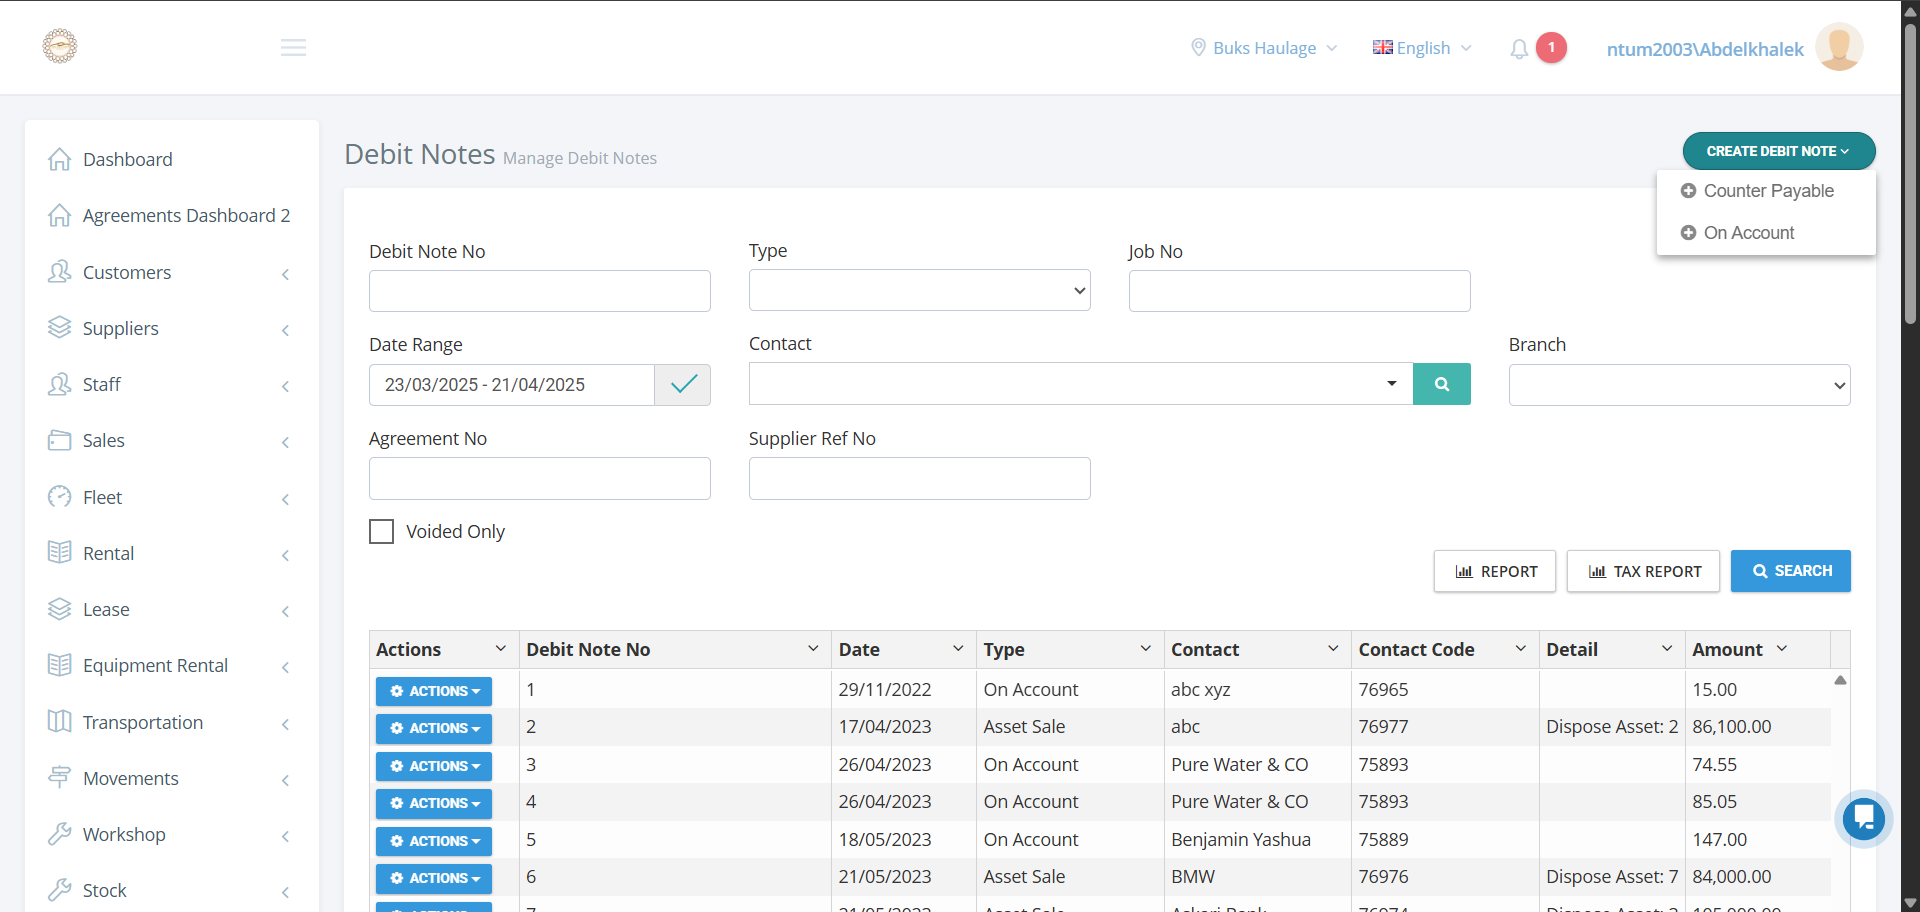 Buks Haulage
English
1
ntum2003\Abdelkhalek
Dashboard
Agreements Dashboard 2
Customers
Suppliers
Staff
Sales
Fleet
Rental
Lease
Equipment Rental
Transportation
Movements
Workshop
Stock
Debit Notes Manage Debit Notes
CREATE DEBIT NOTE
Counter Payable
On Account
Debit Note No
Type
Job No
Date Range
23/03/2025 - 21/04/2025
Contact
Branch
Agreement No
Supplier Ref No
Voided Only
REPORT
TAX REPORT
SEARCH
Actions Debit Note No Date Type Contact Contact Code Detail Amount
ACTIONS 1 29/11/2022 On Account abc xyz 76965 15.00
ACTIONS 2 17/04/2023 Asset Sale abc 76977 Dispose Asset: 2 86,100.00
ACTIONS 3 26/04/2023 On Account Pure Water & CO 75893 74.55
ACTIONS 4 26/04/2023 On Account Pure Water & CO 75893 85.05
ACTIONS 5 18/05/2023 On Account Benjamin Yashua 75889 147.00
ACTIONS 6 21/05/2023 Asset Sale BMW 76976 Dispose Asset: 7 84,000.00